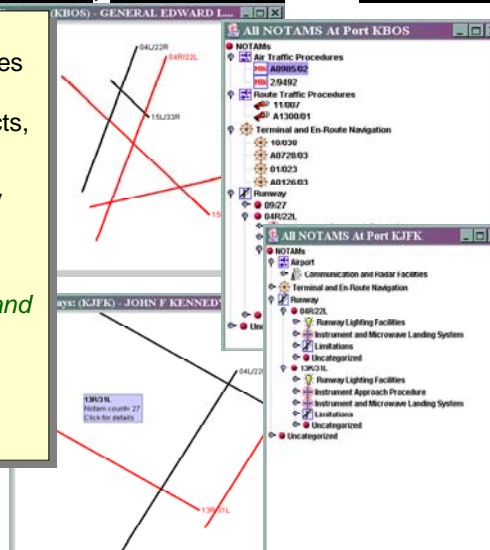 (KBOS) - GENERAL EDWARD L...
es
cts,
and
04L/22R
04R/22L
15L/33R
15
All NOTAMS At Port KBOS
NOTAMs
Air Traffic Procedures
A0905/02
2/9492
Route Traffic Procedures
11/007
A1300/01
Terminal and En-Route Navigation
10/030
A0728/03
01/023
A0126/03
Runway
09/27
04R/22L
Unc
ays: (KJFK) - JOHN F KENNEDY
04L/22
13R/31L
Notam count= 27
Click for details
13R/31L
All NOTAMS At Port KJFK
NOTAMs
Airport
Communication and Radar Facilities
Terminal and En-Route Navigation
Runway
04R/22L
Runway Lighting Facilities
Instrument and Microwave Landing System
Limitations
Uncategorized
13R/31L
Runway Lighting Facilities
Instrument Approach Procedure
Instrument and Microwave Landing System
Limitations
Uncategorized
Uncategorized